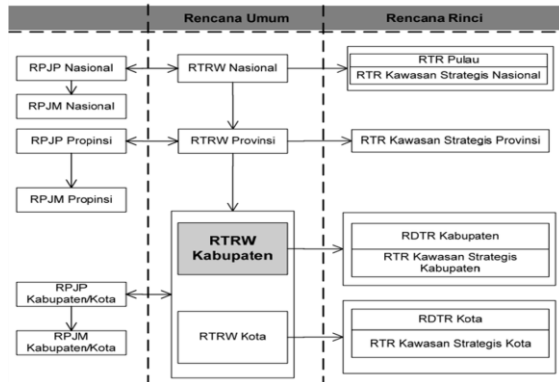 Rencana Umum
Rencana Rinci
RPJP Nasional
RTRW Nasional
RTR Pulau
RTR Kawasan Strategis Nasional
RPJM Nasional
RPJP Propinsi
RTRW Provinsi
RTR Kawasan Strategis Provinsi
RPJM Propinsi
RTRW
Kabupaten
RDTR Kabupaten
RTR Kawasan Strategis
Kabupaten
RPJP
Kabupaten/Kota
RPJM
Kabupaten/Kota
RTRW Kota
RDTR Kota
RTR Kawasan Strategis Kota